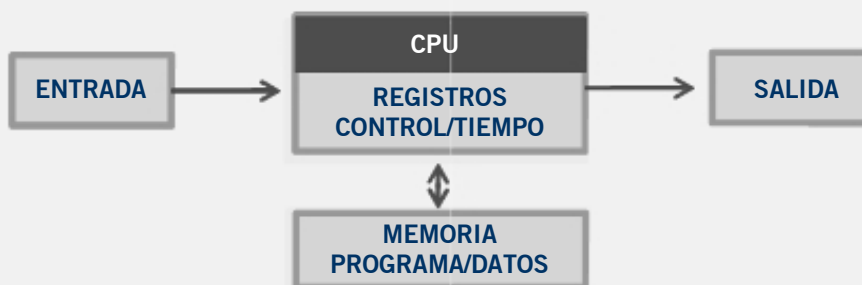 CPU
ENTRADA
REGISTROS
CONTROL/TIEMPO
SALIDA
MEMORIA
PROGRAMA/DATOS